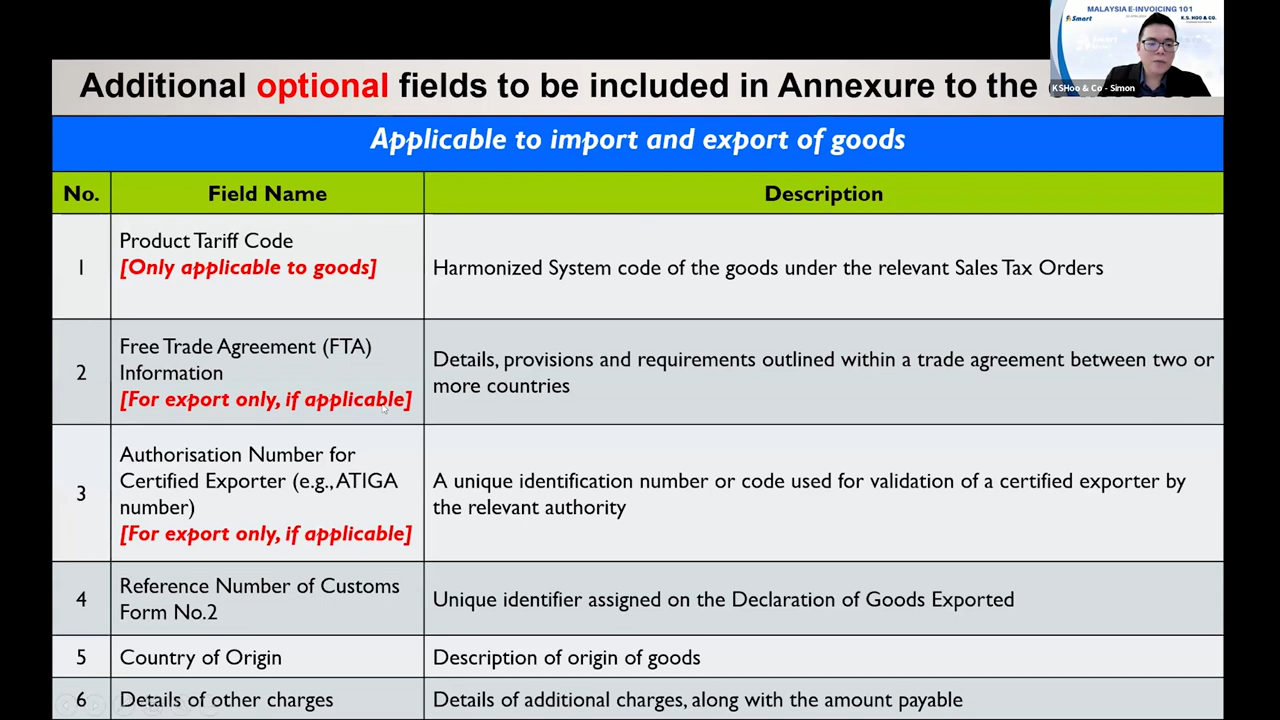 MALAYSIA E-INVOICING 101
Smart
K.S. HOO & CO.
KSHoo & Co - Simon
Additional optional fields to be included in Annexure to the
Applicable to import and export of goods
No.
Field Name
Description
1
Product Tariff Code
[Only applicable to goods]
Harmonized System code of the goods under the relevant Sales Tax Orders
2
Free Trade Agreement (FTA)
Information
[For export only, if applicable]
Details, provisions and requirements outlined within a trade agreement between two or
more countries
3
Authorisation Number for
Certified Exporter (e.g., ATIGA
number)
[For export only, if applicable]
A unique identification number or code used for validation of a certified exporter by
the relevant authority
4
Reference Number of Customs
Form No.2
Unique identifier assigned on the Declaration of Goods Exported
5
Country of Origin
Description of origin of goods
6
Details of other charges
Details of additional charges, along with the amount payable